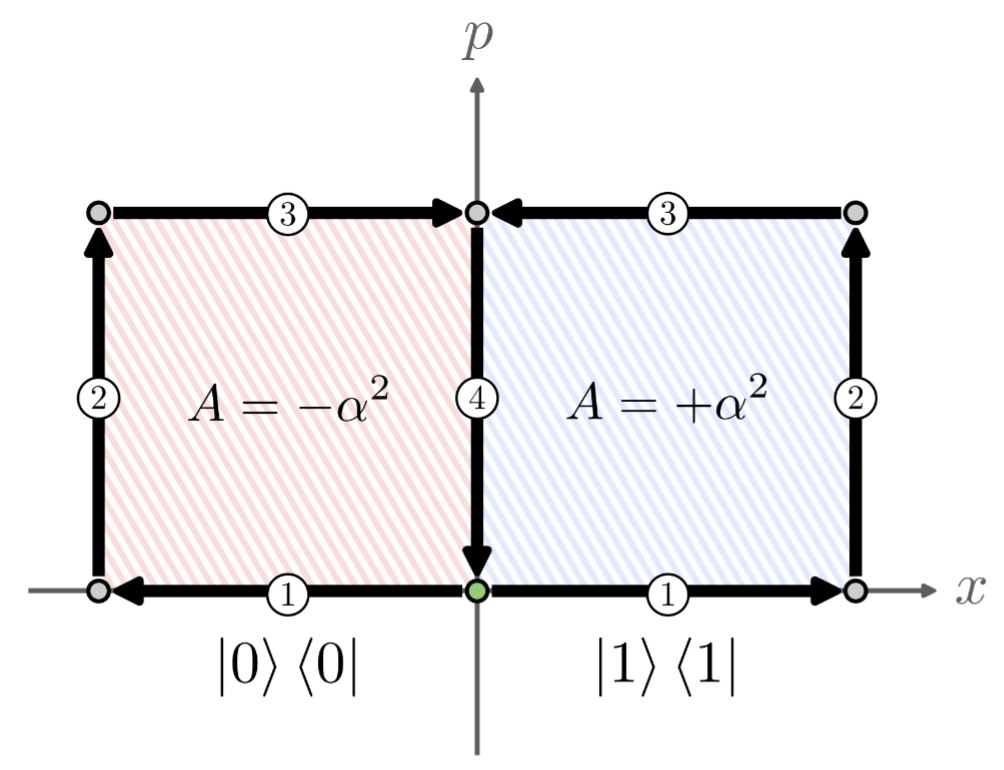 p
③ ③
② A = −α² ④ A = +α² ②
① ① x
|0⟩⟨0| |1⟩⟨1|